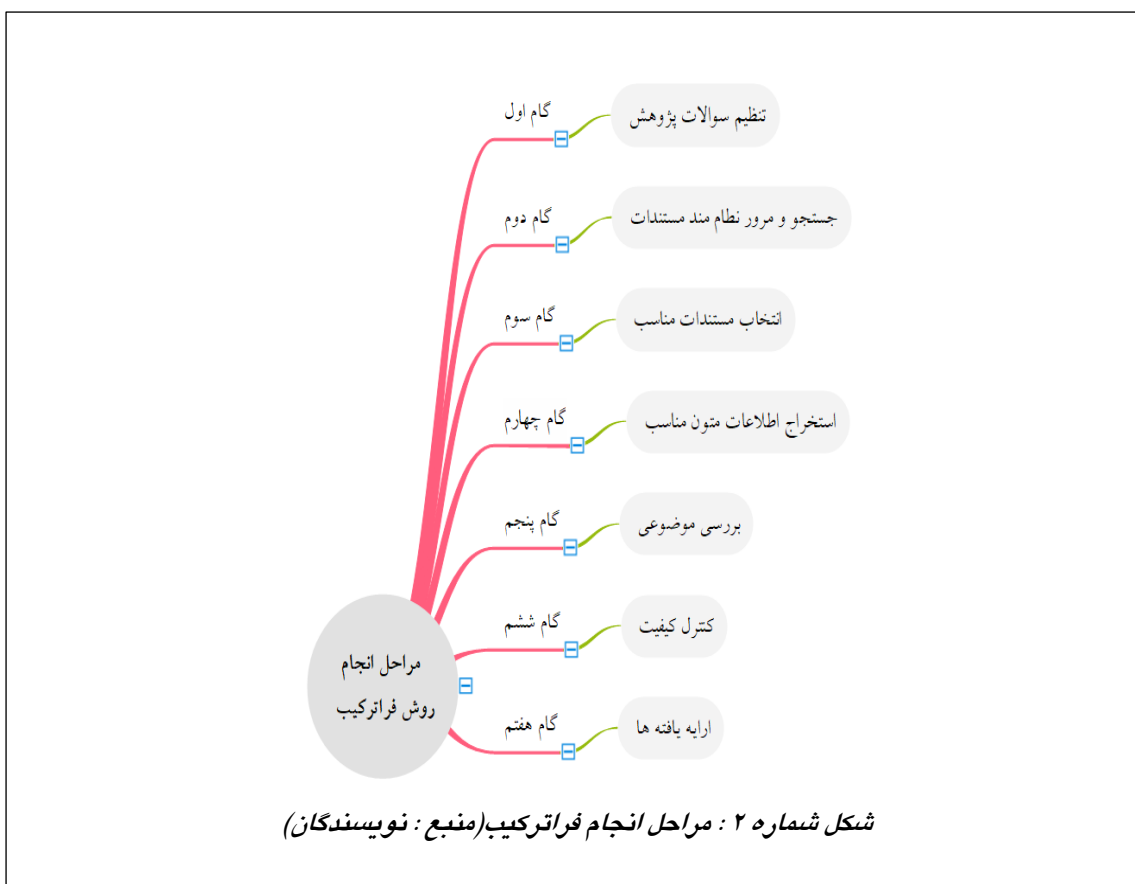 گام اول
تنظیم سوالات پژوهش
گام دوم
جستجو و مرور نطام مند مستندات
گام سوم
انتخاب مستندات مناسب
گام چهارم
استخراج اطلاعات متون مناسب
گام پنجم
بررسی موضوعی
گام ششم
کنترل کیفیت
گام هفتم
ارایه یافته ها
مراحل انجام
روش فراترکیب
شکل شماره ۲ : مراحل انجام فراترکیب(منبع : نویسندگان)